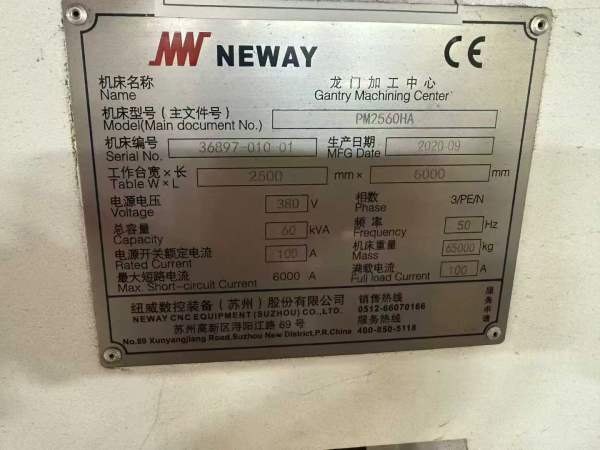 NEWAY CE
机床名称 龙门加工中心
Name Gantry Machining Center
机床型号(主文件号) PM2560HA
Model(Main document No.)
机床编号 36897-010-01 生产日期 2020-09
Serial No. MFG Date
工作台宽×长 2500 mm× 6000 mm
Table W×L
电源电压 380 V 相数 3/PE/N
Voltage Phase
总容量 60 kVA 频率 50 Hz
Capacity Frequency
电源开关额定电流 100 A 机床重量 65000 kg
Rated Current Mass
最大短路电流 6000 A 满载电流 100 A
Max. Short-circuit Current Full load Current
纽威数控装备(苏州)股份有限公司 销售热线
NEWAY CNC EQUIPMENT (SUZHOU) CO.,LTD. 0512-66070166
苏州高新区浔阳江路69号 服务热线
No.69 Xunyangjiang Road,Suzhou New District,P.R.China 400-850-5118